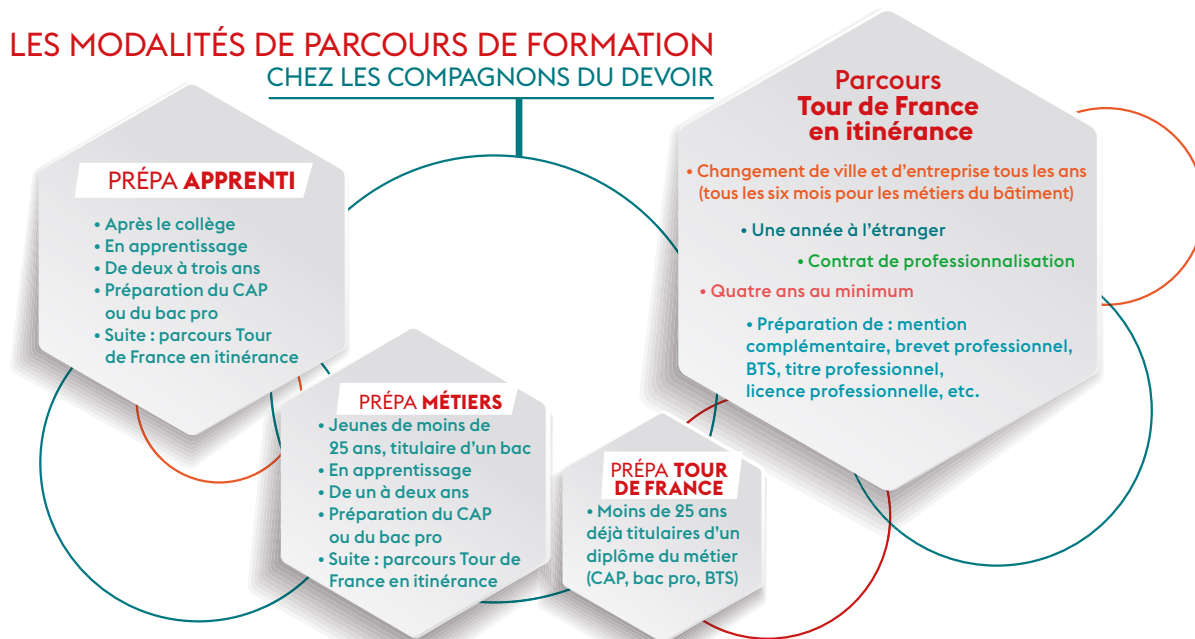 LES MODALITÉS DE PARCOURS DE FORMATION
CHEZ LES COMPAGNONS DU DEVOIR
PRÉPA APPRENTI
• Après le collège
• En apprentissage
• De deux à trois ans
• Préparation du CAP
ou du bac pro
• Suite : parcours Tour
de France en itinérance
PRÉPA MÉTIERS
• Jeunes de moins de
25 ans, titulaire d'un bac
• En apprentissage
• De un à deux ans
• Préparation du CAP
ou du bac pro
• Suite : parcours Tour de
France en itinérance
PRÉPA TOUR
DE FRANCE
• Moins de 25 ans
déjà titulaires d'un
diplôme du métier
(CAP, bac pro, BTS)
Parcours
Tour de France
en itinérance
• Changement de ville et d'entreprise tous les ans
(tous les six mois pour les métiers du bâtiment)
• Une année à l'étranger
• Contrat de professionnalisation
• Quatre ans au minimum
• Préparation de : mention
complémentaire, brevet professionnel,
BTS, titre professionnel,
licence professionnelle, etc.